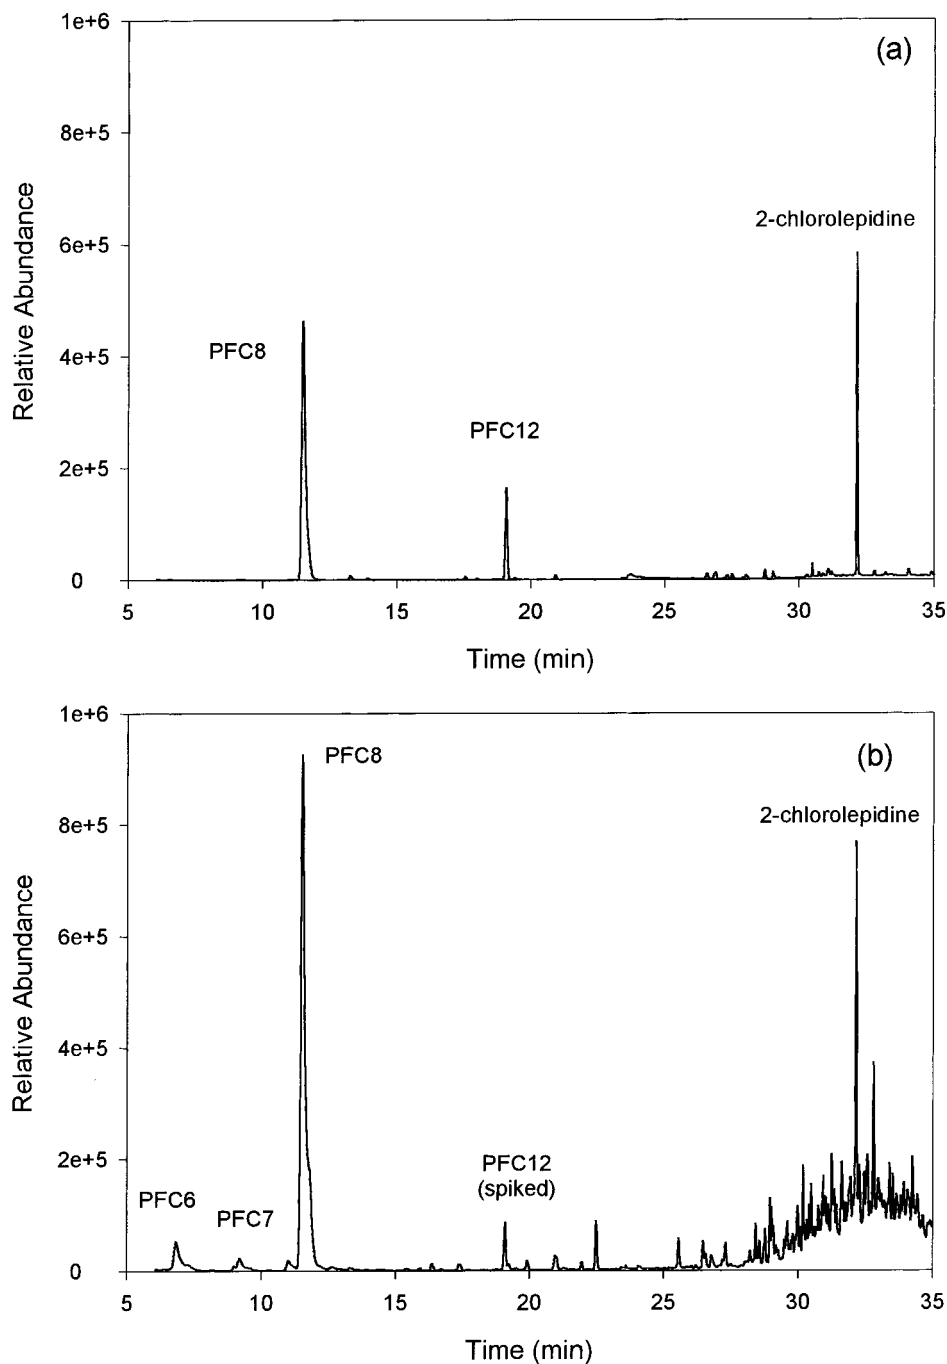 1e+6
(a)
8e+5
2-chlorolepidine
6e+5
PFC8
4e+5
PFC12
2e+5
0
5 10 15 20 25 30 35
Relative Abundance
Time (min)
1e+6
PFC8
(b)
8e+5
2-chlorolepidine
6e+5
4e+5
2e+5
PFC12
(spiked)
PFC6
PFC7
0
5 10 15 20 25 30 35
Relative Abundance
Time (min)